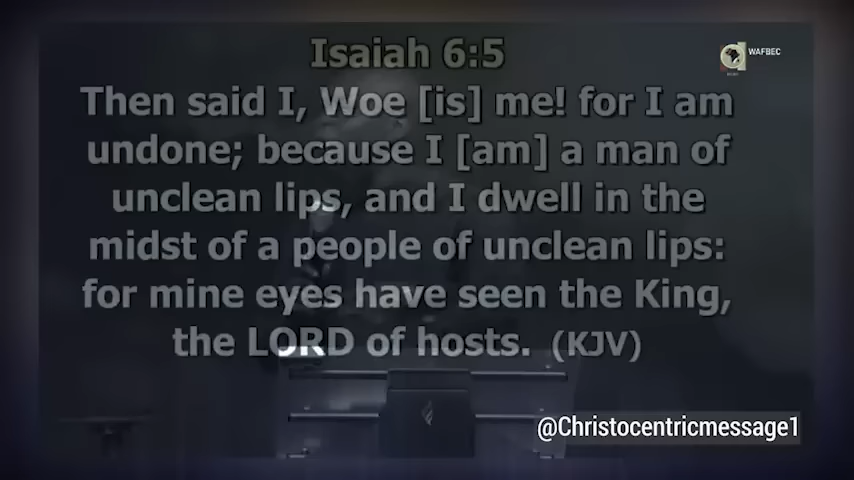 Isaiah 6:5
WAFBEC
Then said I, Woe [is] me! for I am
undone; because I [am] a man of
unclean lips, and I dwell in the
midst of a people of unclean lips:
for mine eyes have seen the King,
the LORD of hosts. (KJV)
@Christocentricmessage1